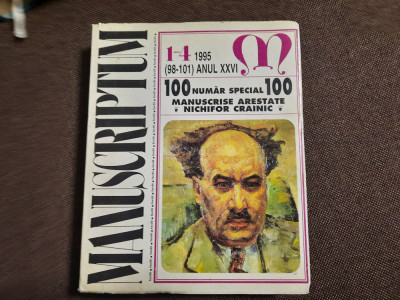 MANUSCRIPTUM
1-4 1995
(98-101) ANUL XXVI
100 NUMĂR SPECIAL 100
MANUSCRISE ARESTATE
* NICHIFOR CRAINIC *